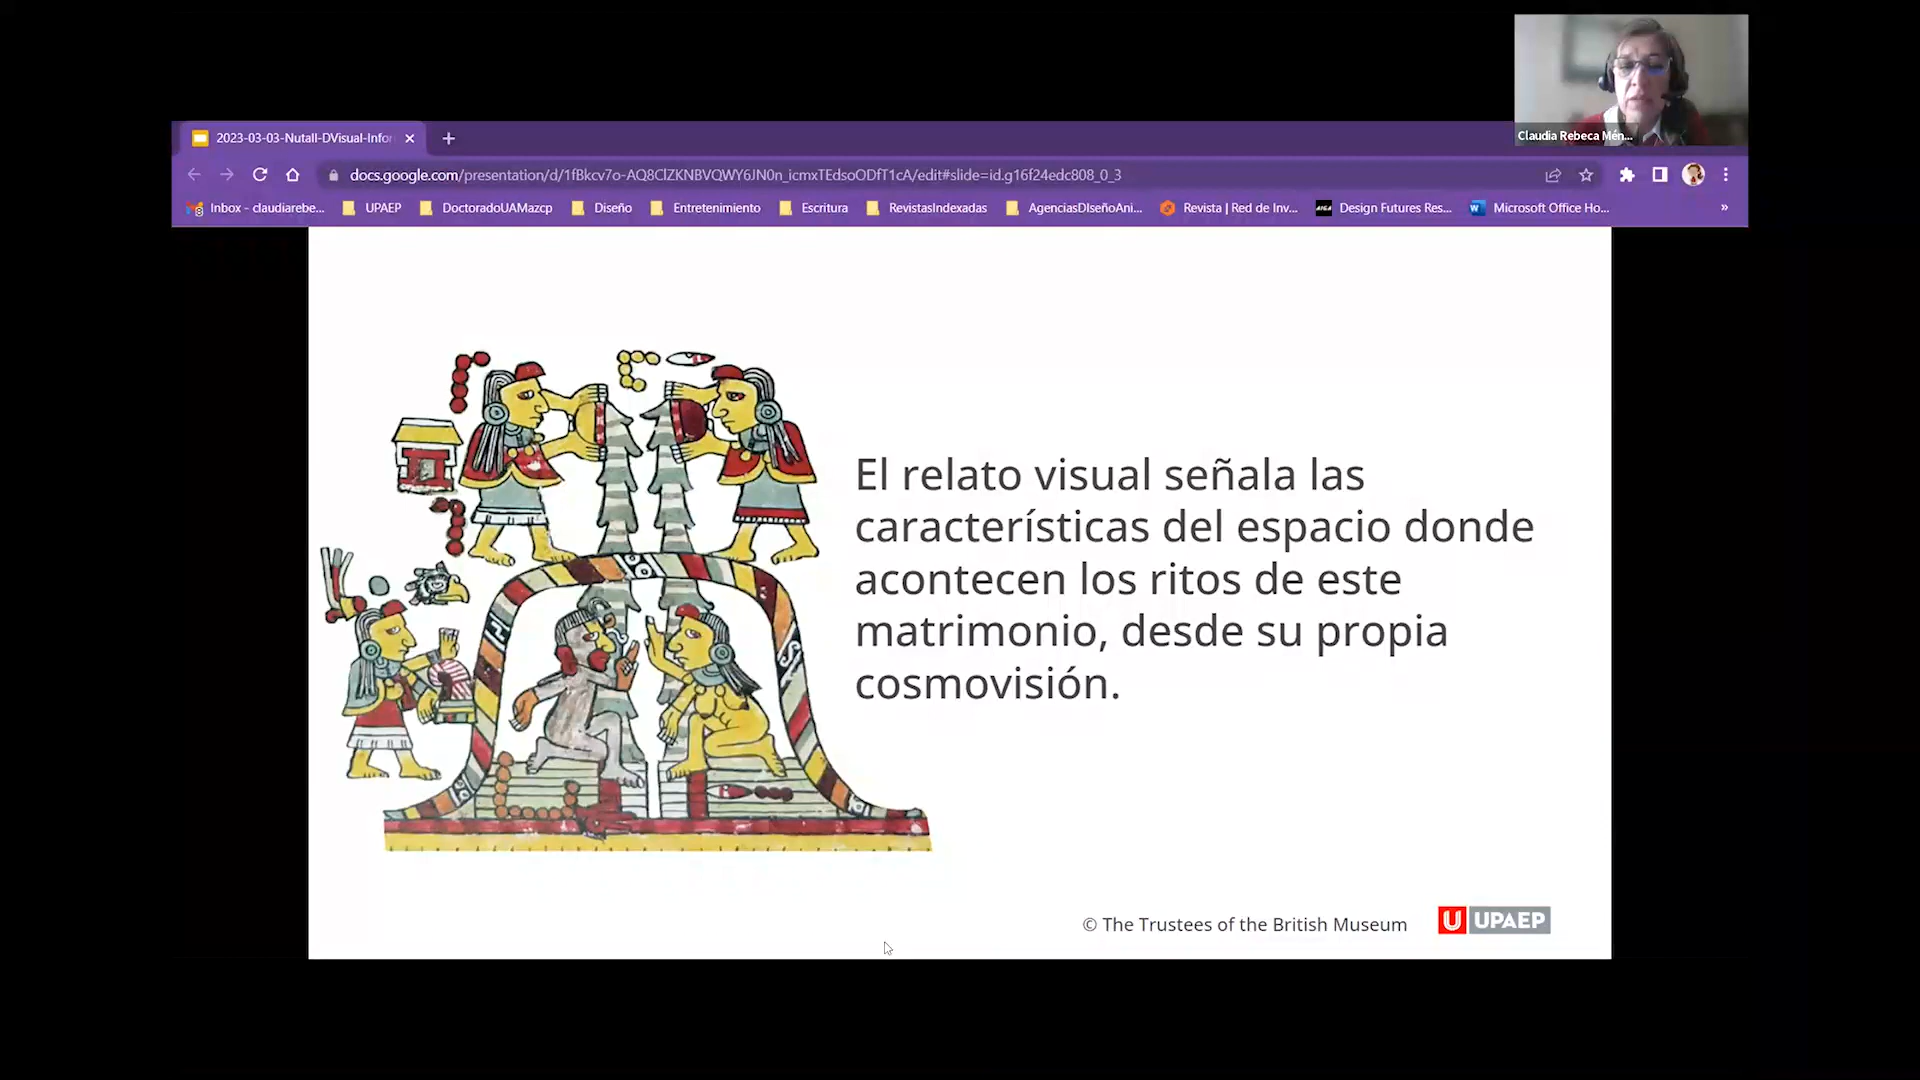 Claudia Rebeca Mén...
2023-03-03-Nutall-DVisual-Infor
docs.google.com/presentation/d/1fBkcv7o-AQ8ClZKNBVQWY6JN0n_icmxTEdsoODfT1cA/edit#slide=id.g16f24edc808_0_3
Inbox - claudiarebe... UPAEP DoctoradoUAMazcp Diseño Entretenimiento Escritura RevistasIndexadas AgenciasDIseñoAni... Revista | Red de Inv... Design Futures Res... Microsoft Office Ho... »
El relato visual señala las
características del espacio donde
acontecen los ritos de este
matrimonio, desde su propia
cosmovisión.
© The Trustees of the British Museum U UPAEP